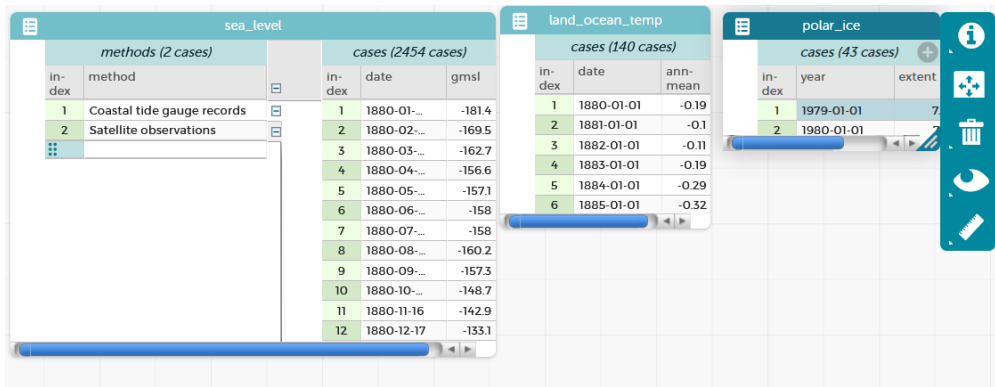 sea_level
methods (2 cases)
cases (2454 cases)
in-dex method
in-dex date gmsl
1 Coastal tide gauge records
2 Satellite observations
1 1880-01-... -181.4
2 1880-02-... -169.5
3 1880-03-... -162.7
4 1880-04-... -156.6
5 1880-05-... -157.1
6 1880-06-... -158
7 1880-07-... -158
8 1880-08-... -160.2
9 1880-09-... -157.3
10 1880-10-... -148.7
11 1880-11-16 -142.9
12 1880-12-17 -133.1
land_ocean_temp
cases (140 cases)
in-dex date ann-mean
1 1880-01-01 -0.19
2 1881-01-01 -0.1
3 1882-01-01 -0.11
4 1883-01-01 -0.19
5 1884-01-01 -0.29
6 1885-01-01 -0.32
polar_ice
cases (43 cases)
in-dex year extent
1 1979-01-01 7.
2 1980-01-01 7